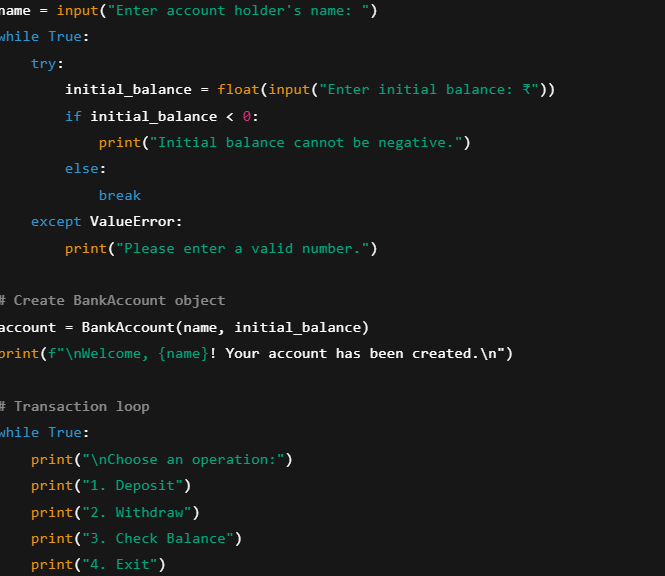 name = input("Enter account holder's name: ")
while True:
    try:
        initial_balance = float(input("Enter initial balance: ₹"))
        if initial_balance < 0:
            print("Initial balance cannot be negative.")
        else:
            break
    except ValueError:
        print("Please enter a valid number.")
# Create BankAccount object
account = BankAccount(name, initial_balance)
print(f"\nWelcome, {name}! Your account has been created.\n")
# Transaction loop
while True:
    print("\nChoose an operation:")
    print("1. Deposit")
    print("2. Withdraw")
    print("3. Check Balance")
    print("4. Exit")